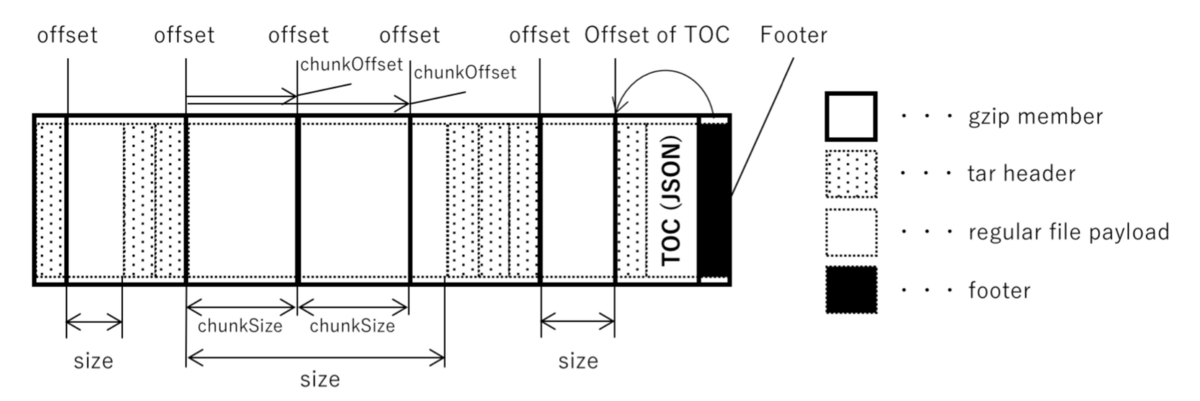 offset offset offset offset offset Offset of TOC Footer
chunkOffset chunkOffset
TOC (JSON)
chunkSize chunkSize
size size
size
・・・ gzip member
・・・ tar header
・・・ regular file payload
・・・ footer